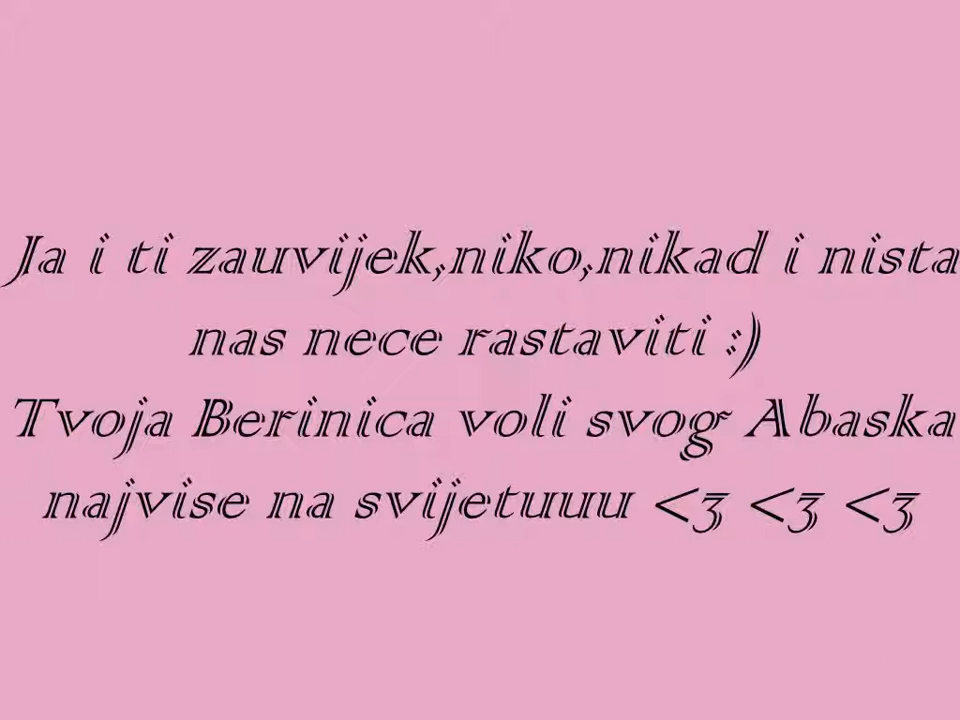 Ja i ti zauvijek,niko,nikad i nista
nas nece rastaviti :)
Tvoja Berinica voli svog Abaska
najvise na svijetuuu <3 <3 <3